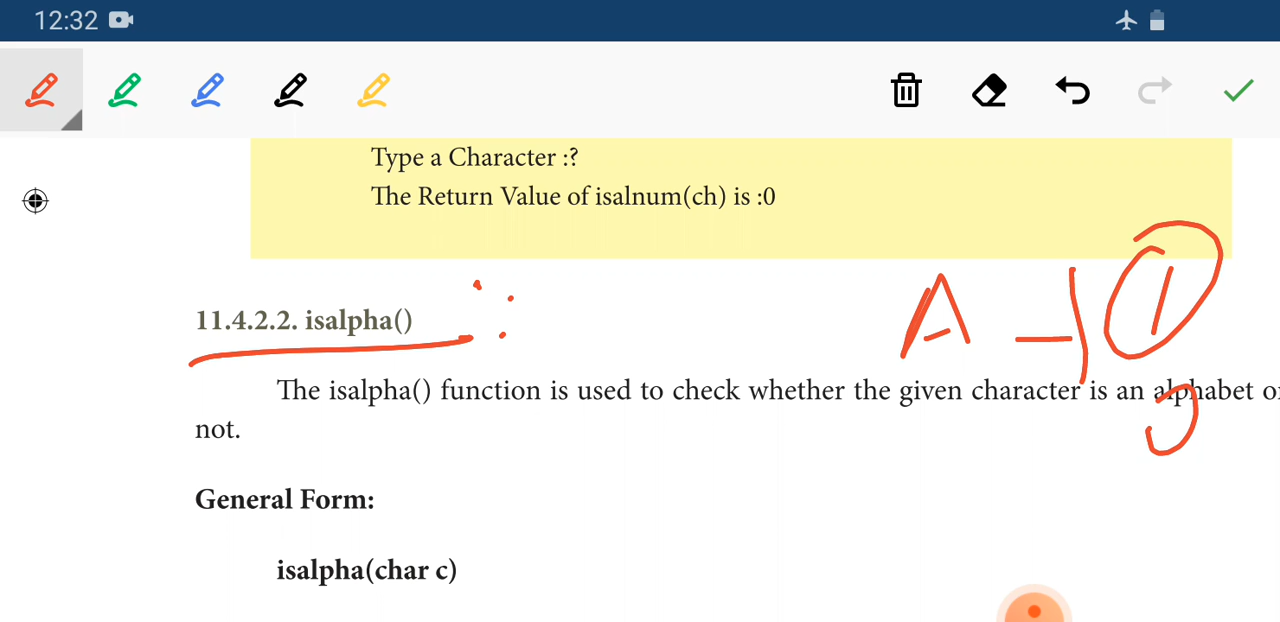 12:32
Type a Character :?
The Return Value of isalnum(ch) is :0
11.4.2.2. isalpha()
A 1
The isalpha() function is used to check whether the given character is an alphabet or
not.
General Form:
isalpha(char c)